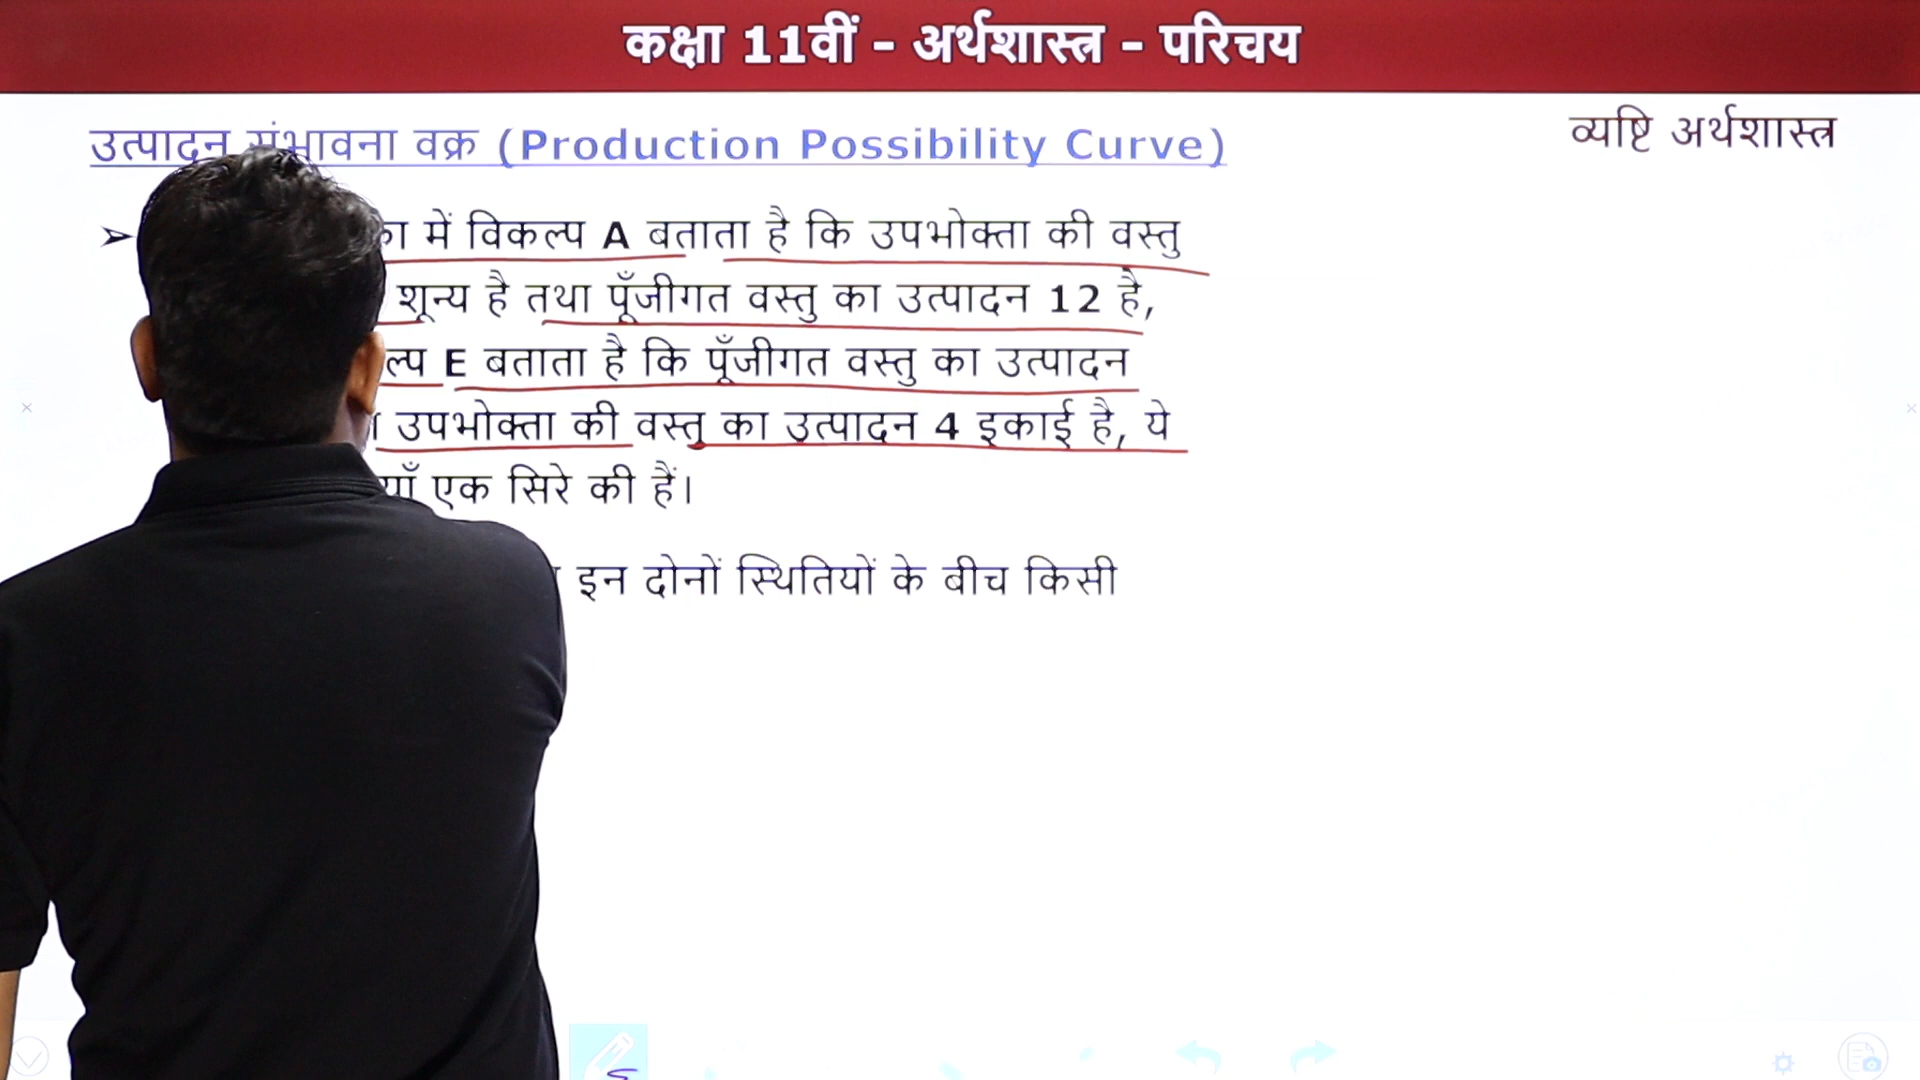 कक्षा 11वीं - अर्थशास्त्र - परिचय
व्यष्टि अर्थशास्त्र
उत्पादन संभावना वक्र (Production Possibility Curve)
में विकल्प A बताता है कि उपभोक्ता की वस्तु
शून्य है तथा पूँजीगत वस्तु का उत्पादन 12 है,
E बताता है कि पूँजीगत वस्तु का उत्पादन
उपभोक्ता की वस्तु का उत्पादन 4 इकाई है, ये
एक सिरे की हैं।
इन दोनों स्थितियों के बीच किसी